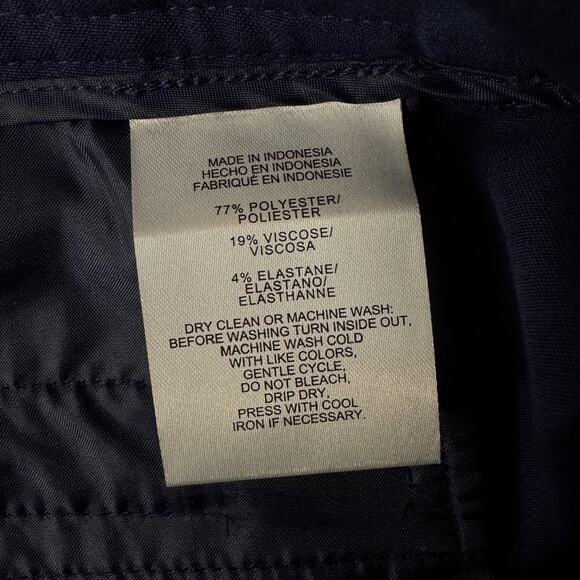 MADE IN INDONESIA
HECHO EN INDONESIA
FABRIQUÉ EN INDONESIE
77% POLYESTER/
POLIESTER
19% VISCOSE/
VISCOSA
4% ELASTANE/
ELASTANO/
ELASTHANNE
DRY CLEAN OR MACHINE WASH:
BEFORE WASHING TURN INSIDE OUT,
MACHINE WASH COLD
WITH LIKE COLORS,
GENTLE CYCLE,
DO NOT BLEACH,
DRIP DRY,
PRESS WITH COOL
IRON IF NECESSARY.